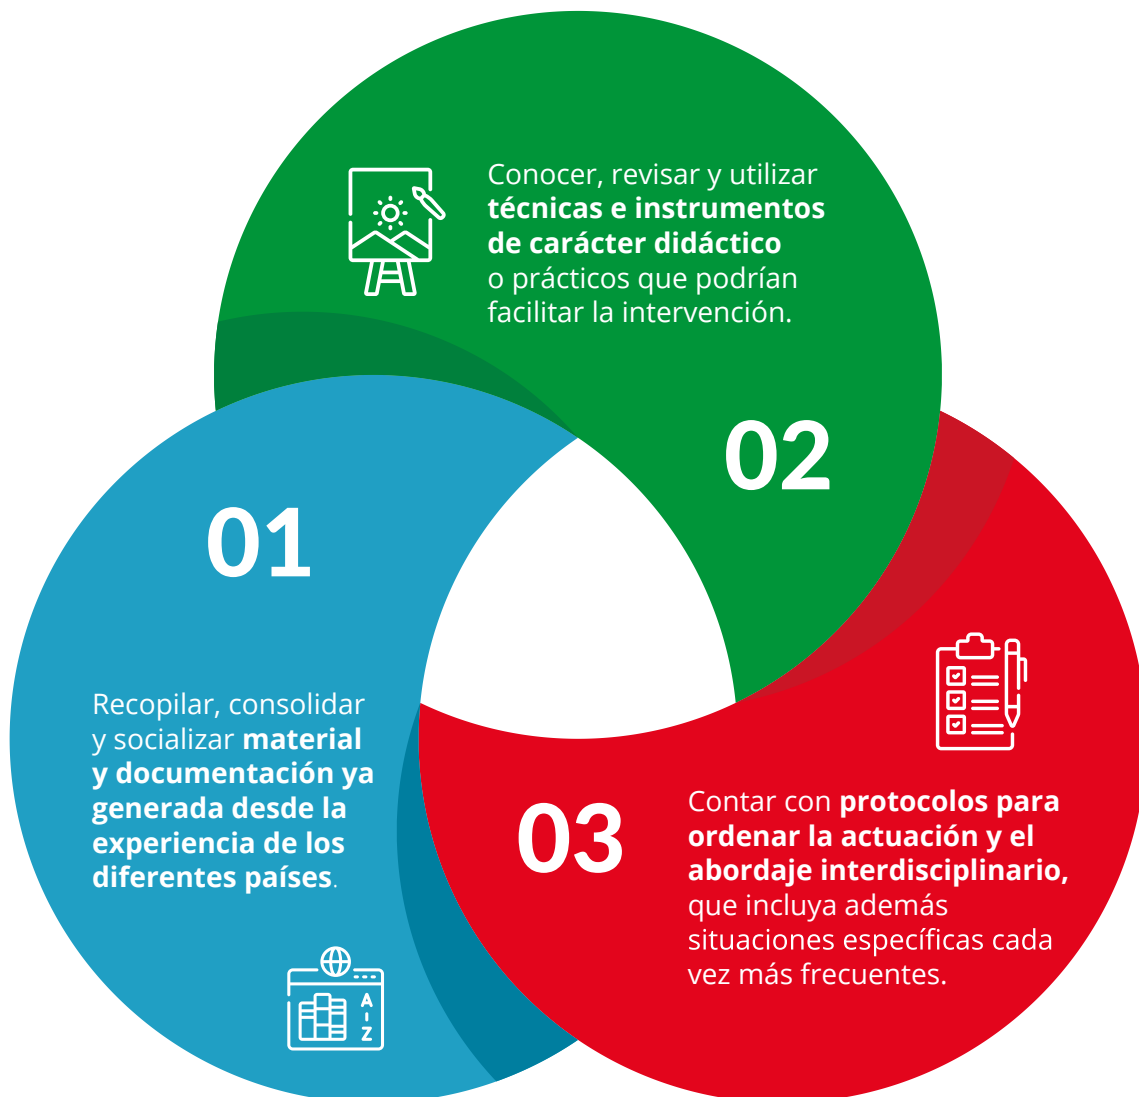 Conocer, revisar y utilizar
técnicas e instrumentos
de carácter didáctico
o prácticos que podrían
facilitar la intervención.
02
01
Recopilar, consolidar
y socializar material
y documentación ya
generada desde la
experiencia de los
diferentes países.
A
Z
03
Contar con protocolos para
ordenar la actuación y el
abordaje interdisciplinario,
que incluya además
situaciones específicas cada
vez más frecuentes.